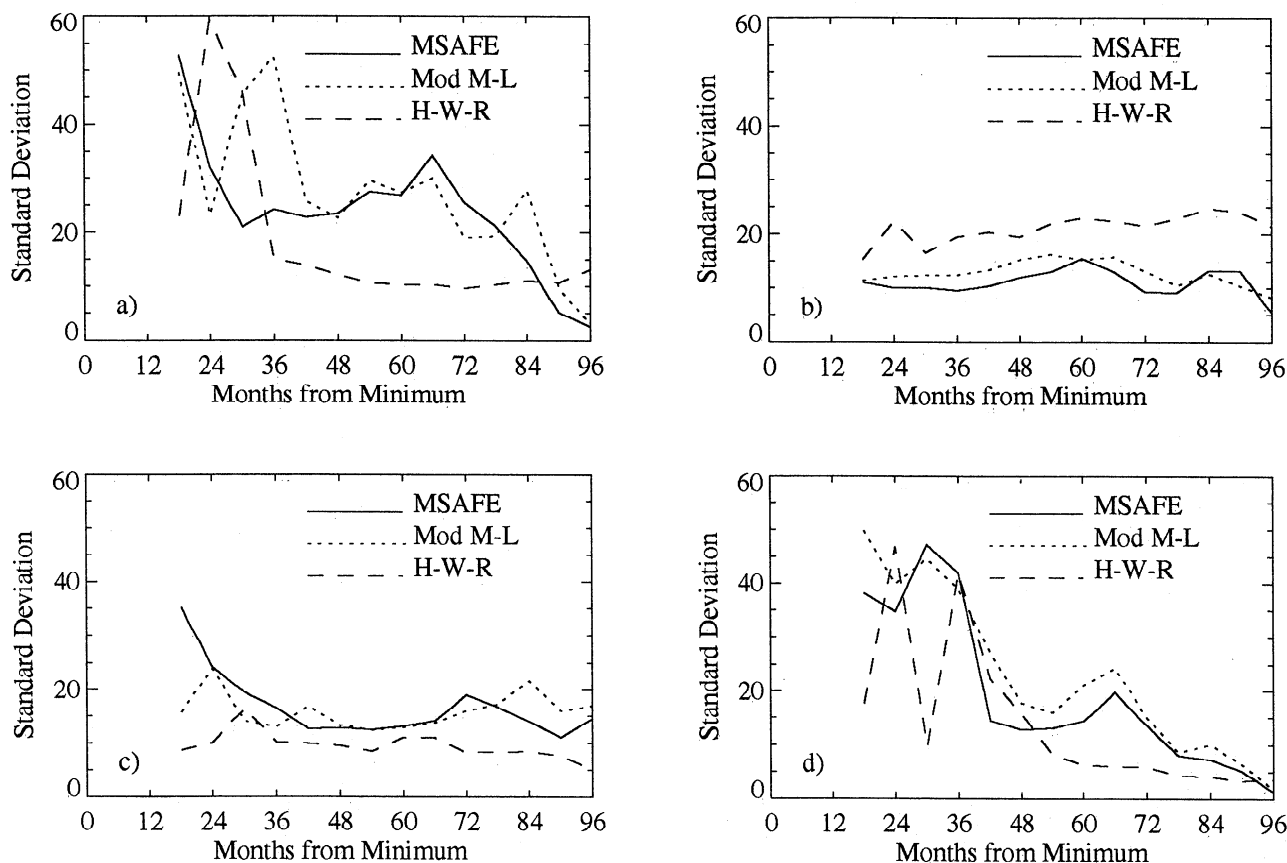 60
40
20
0
Standard Deviation
MSAFE
Mod M-L
H-W-R
a)
0 12 24 36 48 60 72 84 96
Months from Minimum
60
40
20
0
Standard Deviation
MSAFE
Mod M-L
H-W-R
b)
0 12 24 36 48 60 72 84 96
Months from Minimum
60
40
20
0
Standard Deviation
MSAFE
Mod M-L
H-W-R
c)
0 12 24 36 48 60 72 84 96
Months from Minimum
60
40
20
0
Standard Deviation
MSAFE
Mod M-L
H-W-R
d)
0 12 24 36 48 60 72 84 96
Months from Minimum